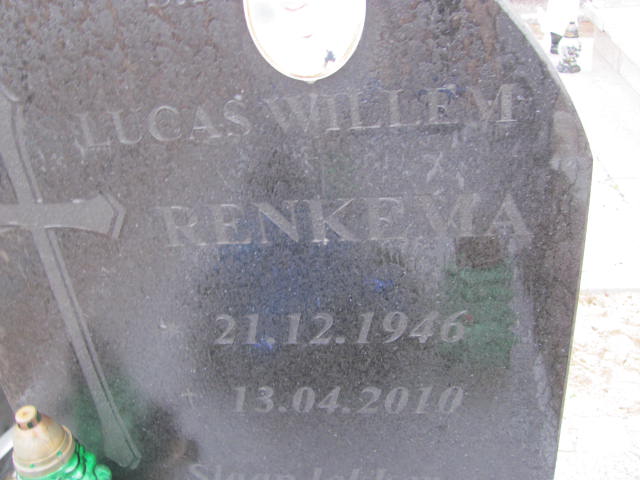 LUCAS WILLEM
RENKEMA
21.12.1946
† 13.04.2010